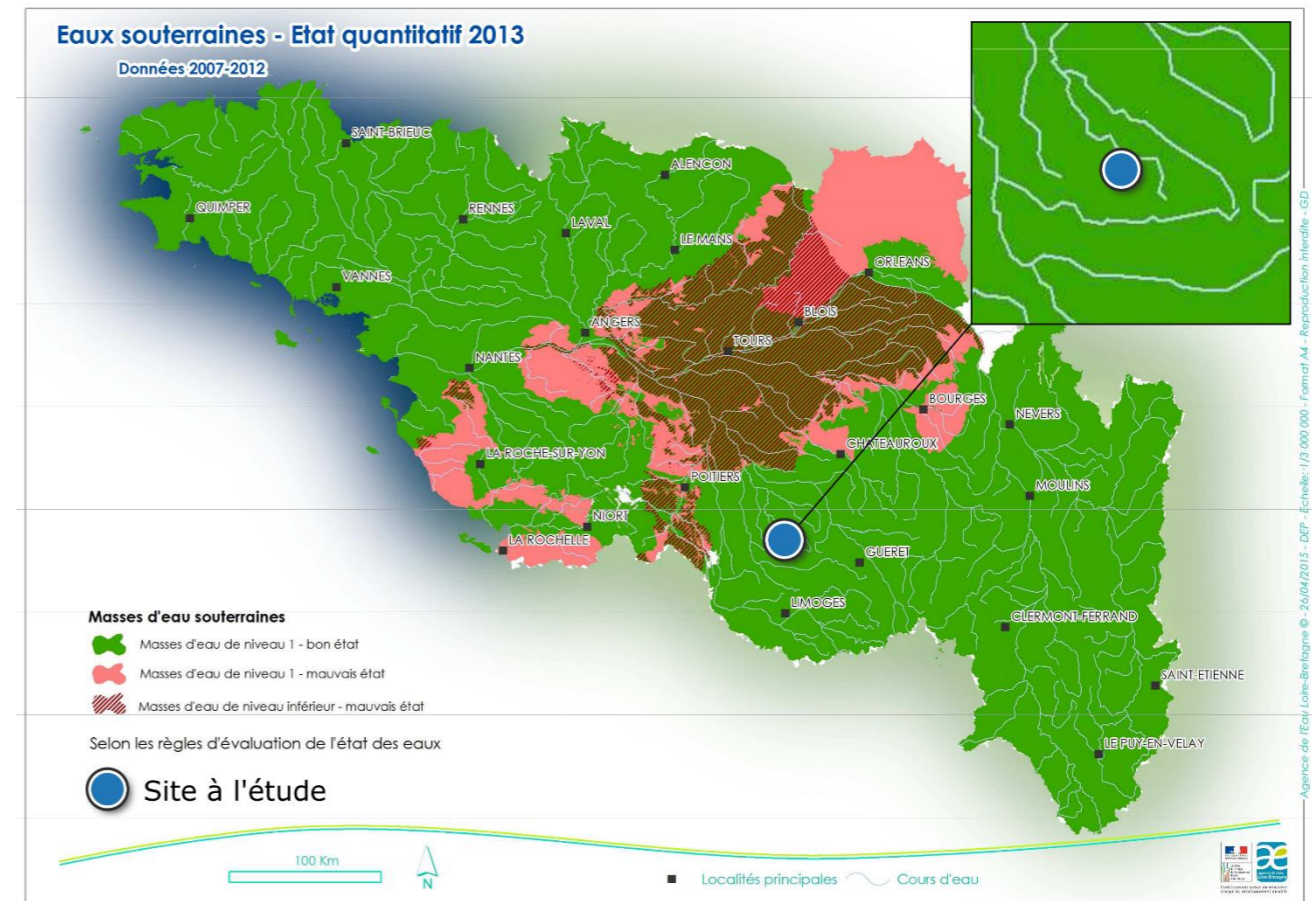 Eaux souterraines - Etat quantitatif 2013
Données 2007-2012
SAINT-BRIEUC
ALENCON
QUIMPER
RENNES
LAVAL
LE MANS
ORLEANS
VANNES
BLOIS
ANGERS
TOURS
NANTES
BOURGES
NEVERS
CHATEAUROUX
LA ROCHE-SUR-YON
POITIERS
MOULINS
NIORT
LA ROCHELLE
GUERET
LIMOGES
CLERMONT-FERRAND
SAINT-ETIENNE
LE PUY-EN-VELAY
Masses d'eau souterraines
Masses d'eau de niveau 1 - bon état
Masses d'eau de niveau 1 - mauvais état
Masses d'eau de niveau inférieur - mauvais état
Selon les règles d'évaluation de l'état des eaux
Site à l'étude
100 Km
N
Localités principales
Cours d'eau
Agence de l'Eau Loire-Bretagne © - 26/04/2015 - DEP - Echelle: 1/3 000 000 - Format A4 - Reproduction interdite - GD